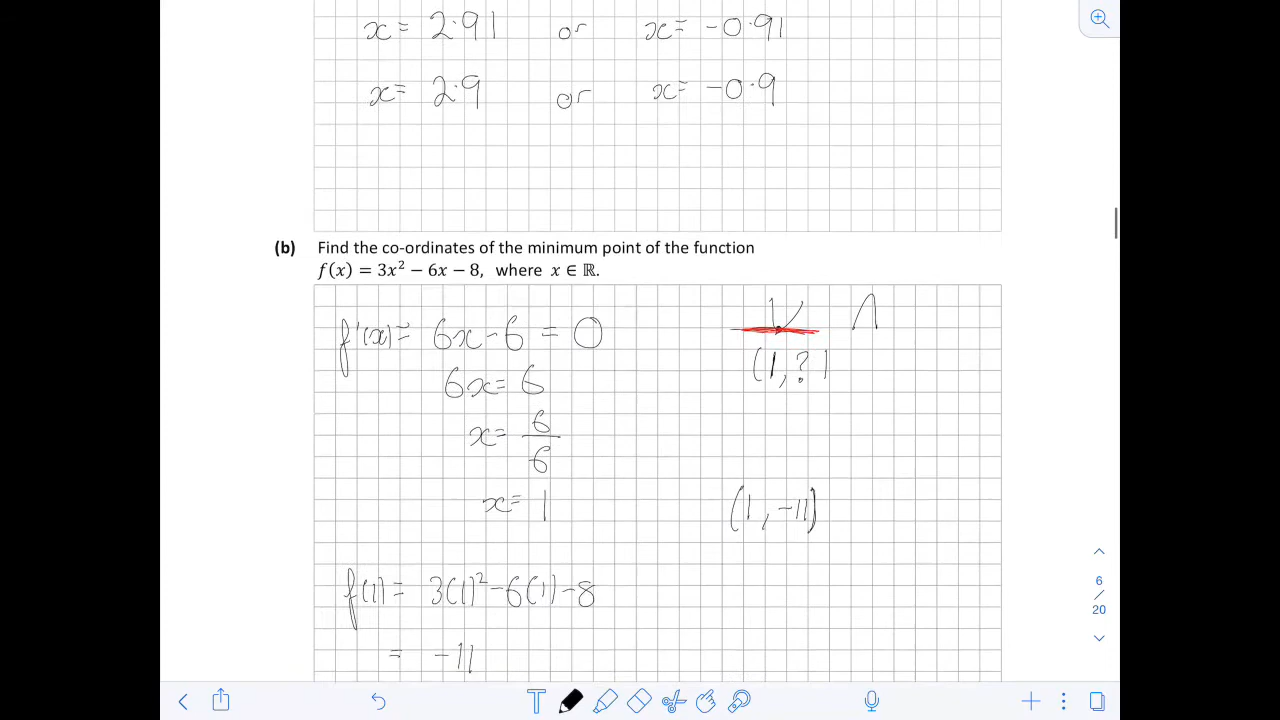 x = 2.91 or x = -0.91
x = 2.9 or x = -0.9
(b) Find the co-ordinates of the minimum point of the function
f(x) = 3x² − 6x − 8, where x ∈ ℝ.
f'(x) = 6x - 6 = 0
(1, ?)
6x = 6
x = 6/6
x = 1
(1, -11)
f(1) = 3(1)² - 6(1) - 8
= -11
6
/
20
T